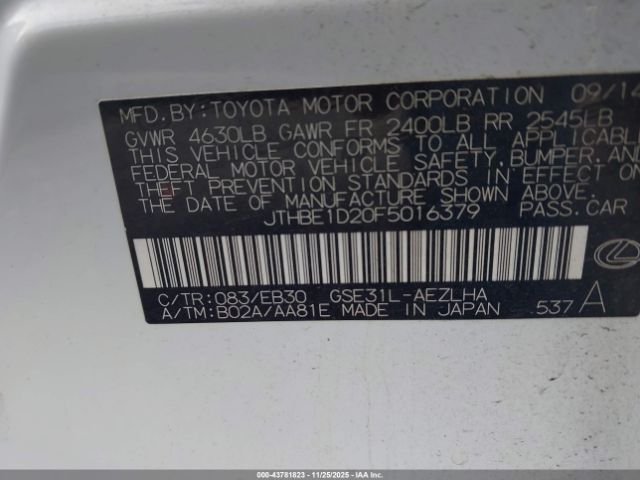 MFD. BY: TOYOTA MOTOR CORPORATION 09/14
GVWR 4630LB GAWR FR 2400LB RR 2545LB
THIS VEHICLE CONFORMS TO ALL APPLICABLE
FEDERAL MOTOR VEHICLE SAFETY, BUMPER, AND
THEFT PREVENTION STANDARDS IN EFFECT ON
THE DATE OF MANUFACTURE SHOWN ABOVE.
JTHBE1D20F5016379 PASS. CAR
C/TR: 083/EB30 GSE31L-AEZLHA
A/TM: B02A/AA81E MADE IN JAPAN 537 A
000-43781823 - 11/25/2025 - IAAI.COM